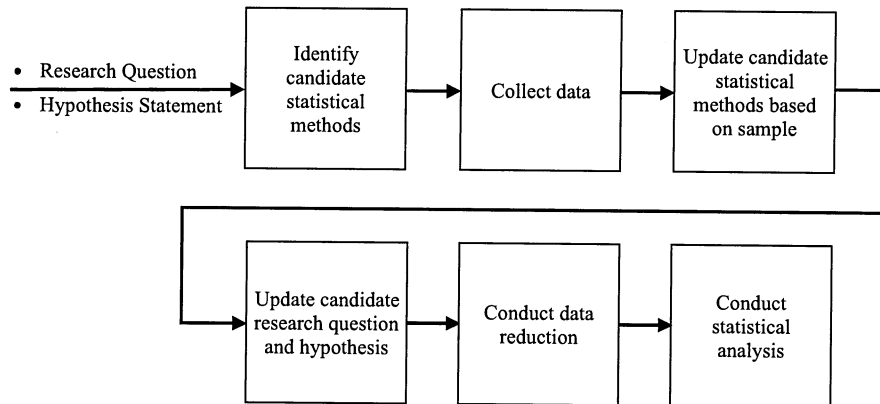 • Research Question
• Hypothesis Statement
Identify
candidate
statistical
methods
Collect data
Update candidate
statistical
methods based
on sample
Update candidate
research question
and hypothesis
Conduct data
reduction
Conduct
statistical
analysis